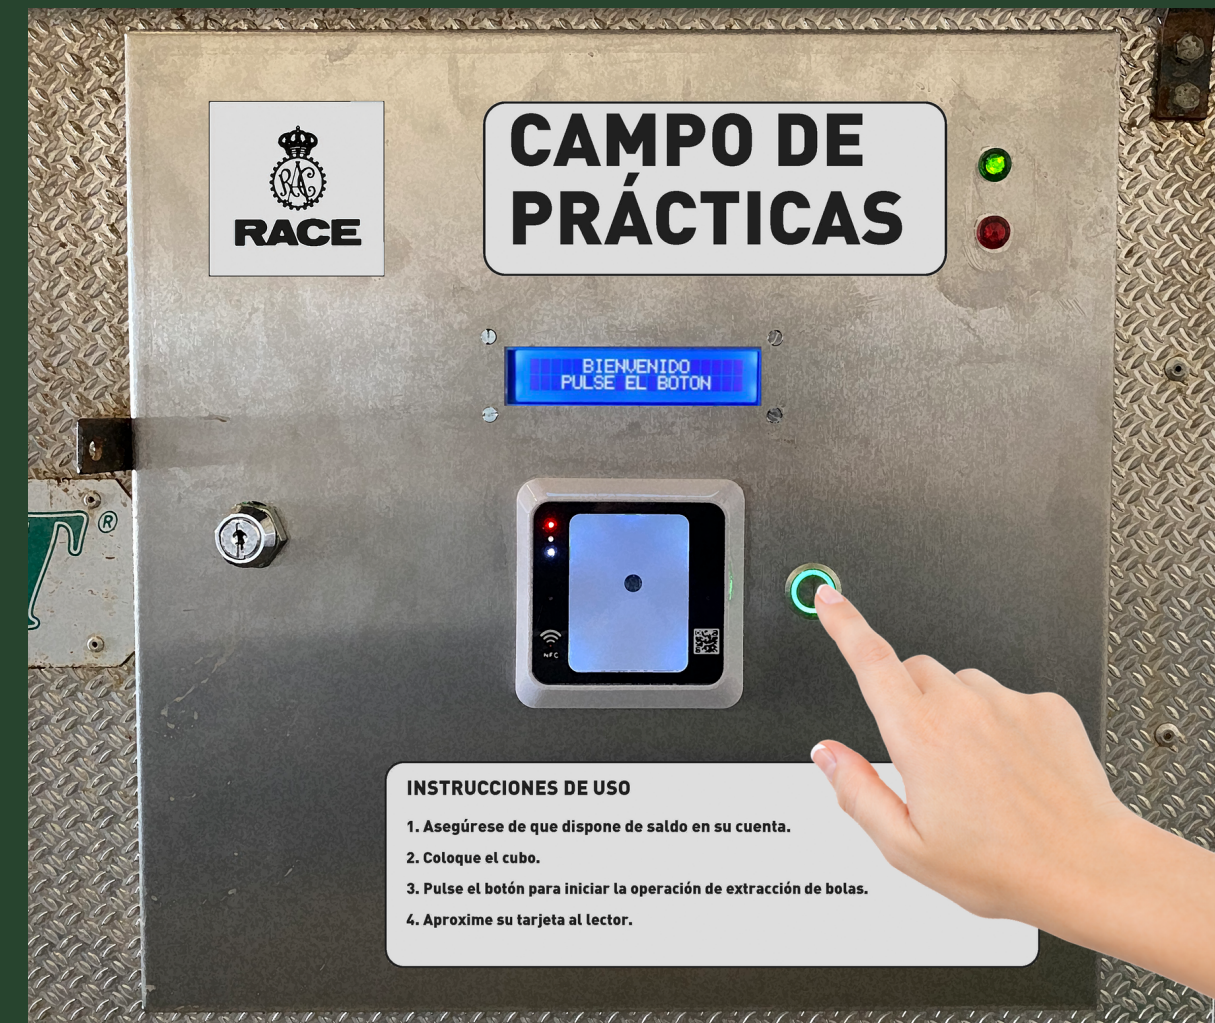 RAC
RACE
CAMPO DE
PRÁCTICAS
BIENVENIDO
PULSE EL BOTON
®
NFC
INSTRUCCIONES DE USO
1. Asegúrese de que dispone de saldo en su cuenta.
2. Coloque el cubo.
3. Pulse el botón para iniciar la operación de extracción de bolas.
4. Aproxime su tarjeta al lector.